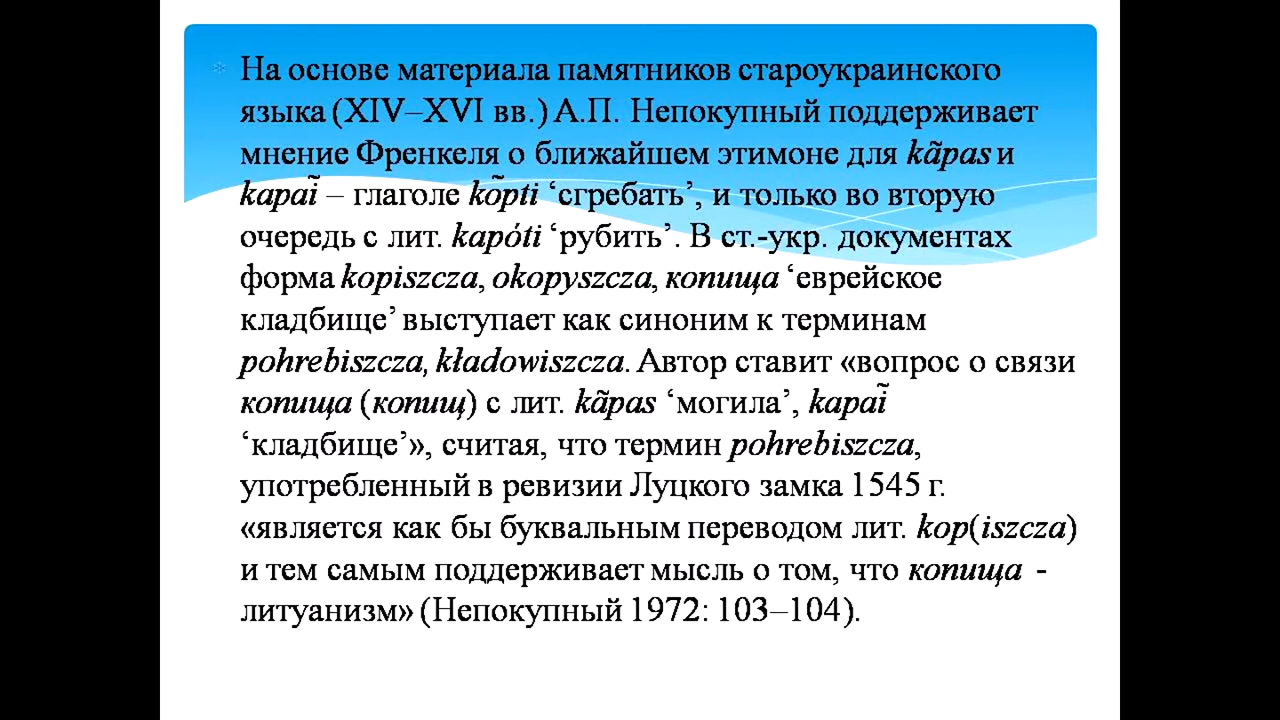 На основе материала памятников староукраинского
языка (XIV–XVI вв.) А.П. Непокупный поддерживает
мнение Френкеля о ближайшем этимоне для kãpas и
kapaĩ – глаголе kõpti ‘сгребать’, и только во вторую
очередь с лит. kapóti ‘рубить’. В ст.-укр. документах
форма kopiszcza, okopyszcza, копища ‘еврейское
кладбище’ выступает как синоним к терминам
pohrebiszcza, kładowiszcza. Автор ставит «вопрос о связи
копища (копищ) с лит. kãpas ‘могила’, kapaĩ
‘кладбище’», считая, что термин pohrebiszcza,
употребленный в ревизии Луцкого замка 1545 г.
«является как бы буквальным переводом лит. kop(iszcza)
и тем самым поддерживает мысль о том, что копища -
литуанизм» (Непокупный 1972: 103–104).